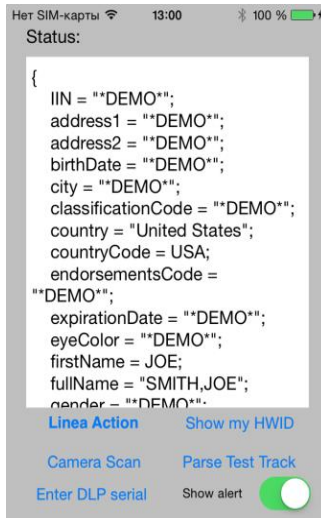 Нет SIM-карты 13:00 100 %
Status:
{
IIN = "*DEMO*";
address1 = "*DEMO*";
address2 = "*DEMO*";
birthDate = "*DEMO*";
city = "*DEMO*";
classificationCode = "*DEMO*";
country = "United States";
countryCode = USA;
endorsementsCode =
"*DEMO*";
expirationDate = "*DEMO*";
eyeColor = "*DEMO*";
firstName = JOE;
fullName = "SMITH,JOE";
gender = "*DEMO*";
Linea Action Show my HWID
Camera Scan Parse Test Track
Enter DLP serial Show alert